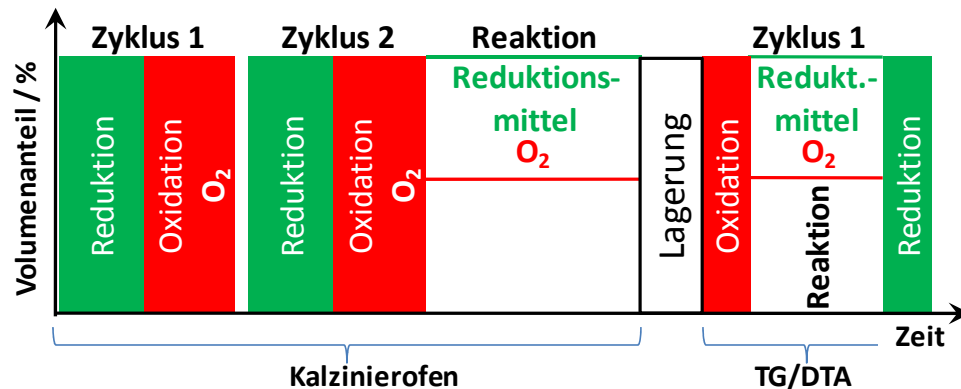 Volumenanteil / %
Zyklus 1
Reduktion
Oxidation
O₂
Zyklus 2
Reduktion
Oxidation
O₂
Reaktion
Reduktions-
mittel
O₂
Lagerung
Zyklus 1
Oxidation
Redukt.-
mittel
O₂
Reaktion
Reduktion
Zeit
Kalzinierofen
TG/DTA